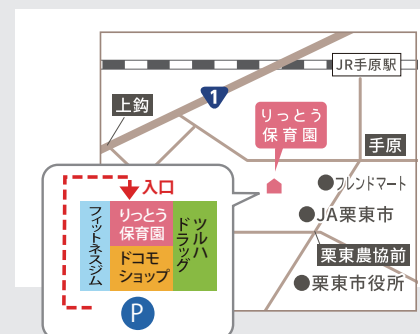 JR手原駅
1
上鈎
りっとう
保育園
手原
フレンドマート
JA栗東市
栗東農協前
栗東市役所
入口
フィットネスジム
りっとう
保育園
ドコモ
ショップ
ツルハ
ドラッグ
P